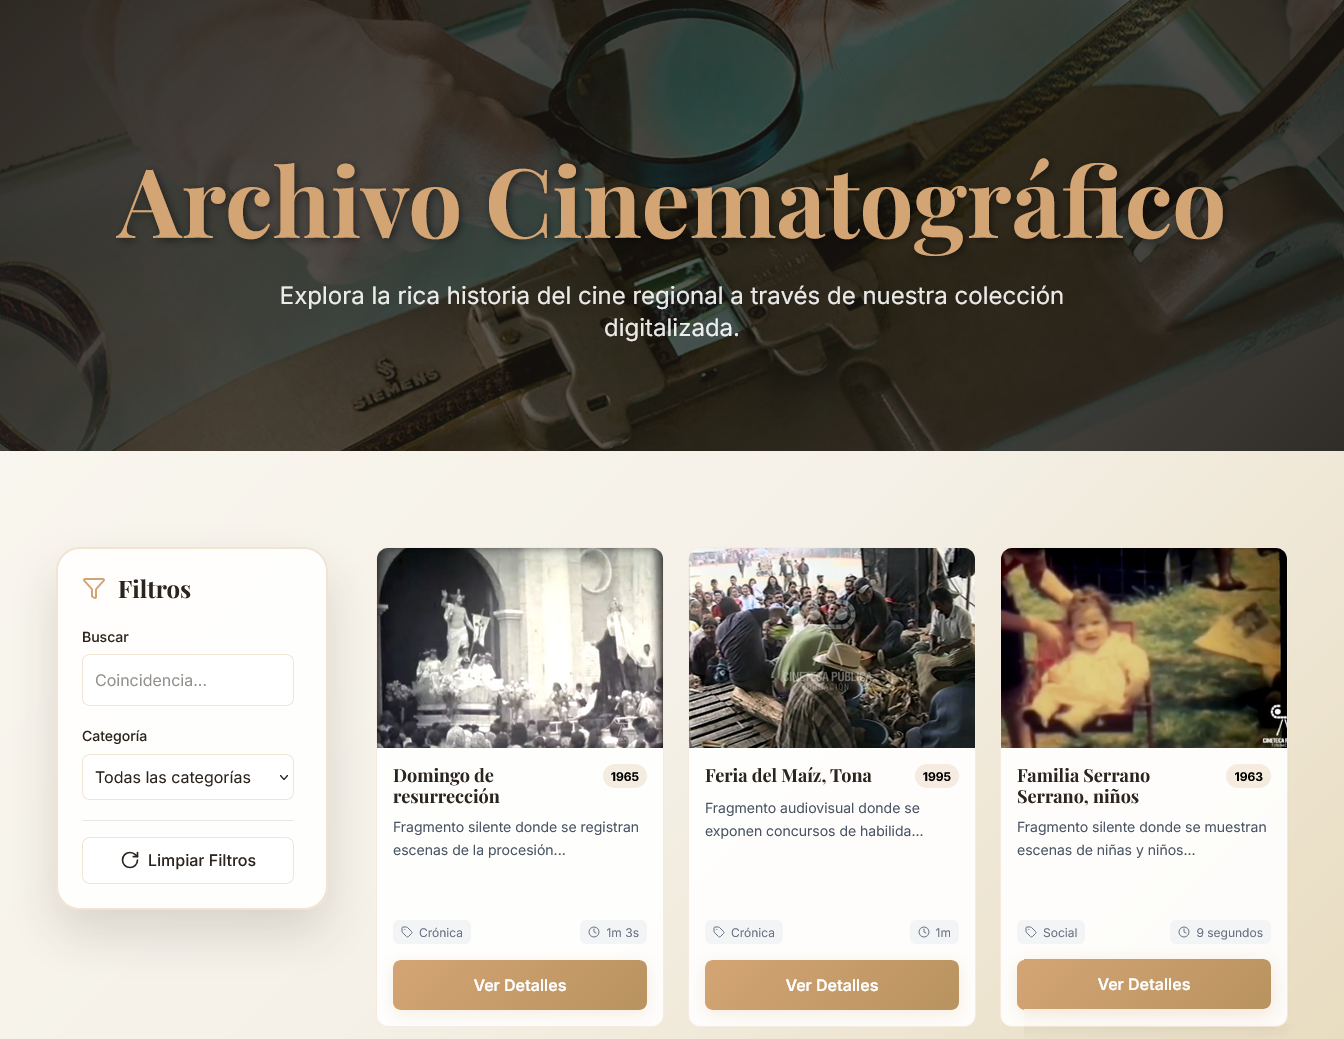 Archivo Cinematográfico
Explora la rica historia del cine regional a través de nuestra colección
digitalizada.
SIEMENS
Filtros
Buscar
Coincidencia...
Categoría
Todas las categorías
Limpiar Filtros
Domingo de
resurrección
1965
Fragmento silente donde se registran
escenas de la procesión...
Crónica
1m 3s
Ver Detalles
CINETECA PÚBLICA
Feria del Maíz, Tona
1995
Fragmento audiovisual donde se
exponen concursos de habilida...
Crónica
1m
Ver Detalles
CINETECA
Familia Serrano
Serrano, niños
1963
Fragmento silente donde se muestran
escenas de niñas y niños...
Social
9 segundos
Ver Detalles